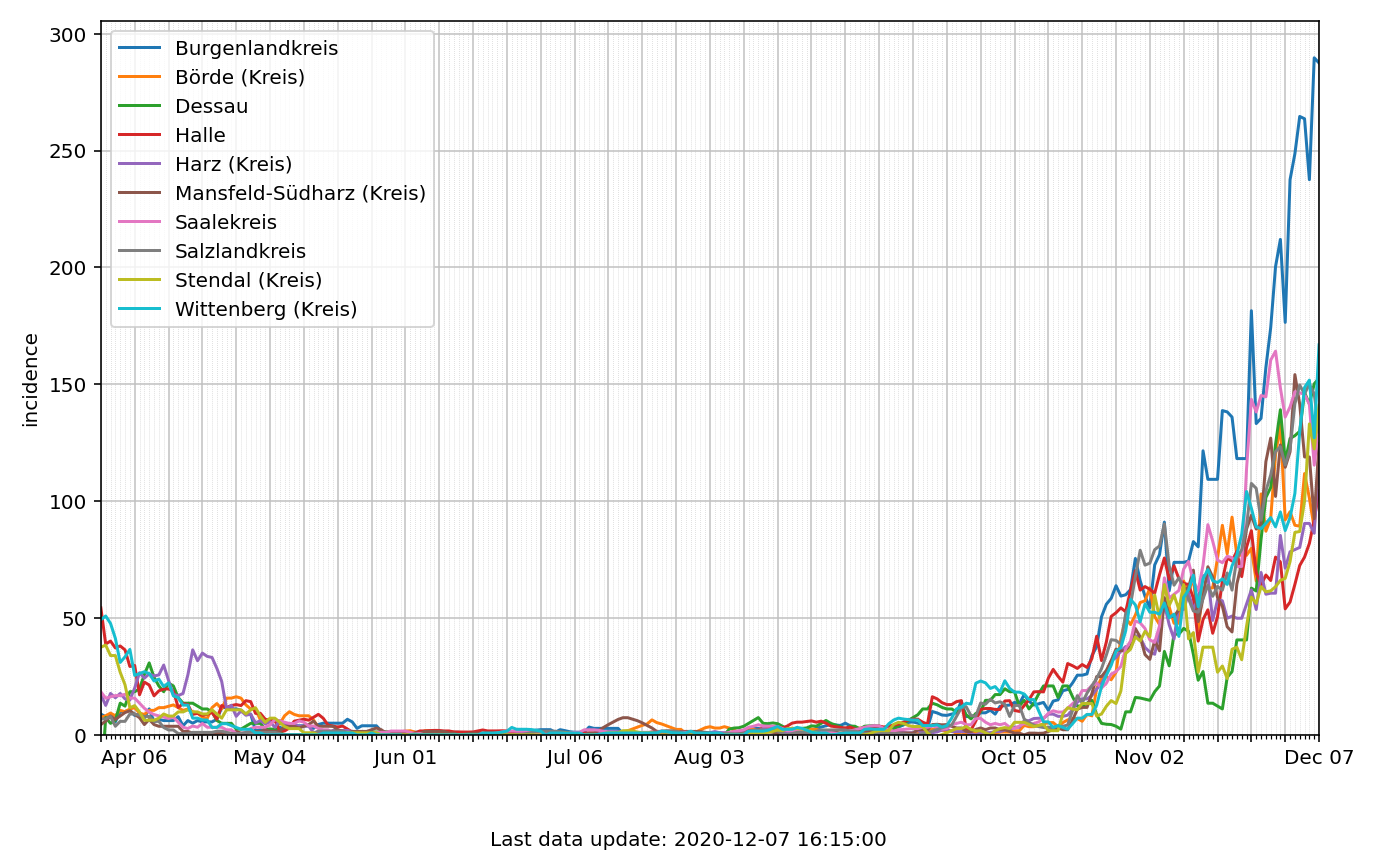 300
250
200
150
100
50
0
incidence
Burgenlandkreis
Börde (Kreis)
Dessau
Halle
Harz (Kreis)
Mansfeld-Südharz (Kreis)
Saalekreis
Salzlandkreis
Stendal (Kreis)
Wittenberg (Kreis)
Apr 06 May 04 Jun 01 Jul 06 Aug 03 Sep 07 Oct 05 Nov 02 Dec 07
Last data update: 2020-12-07 16:15:00